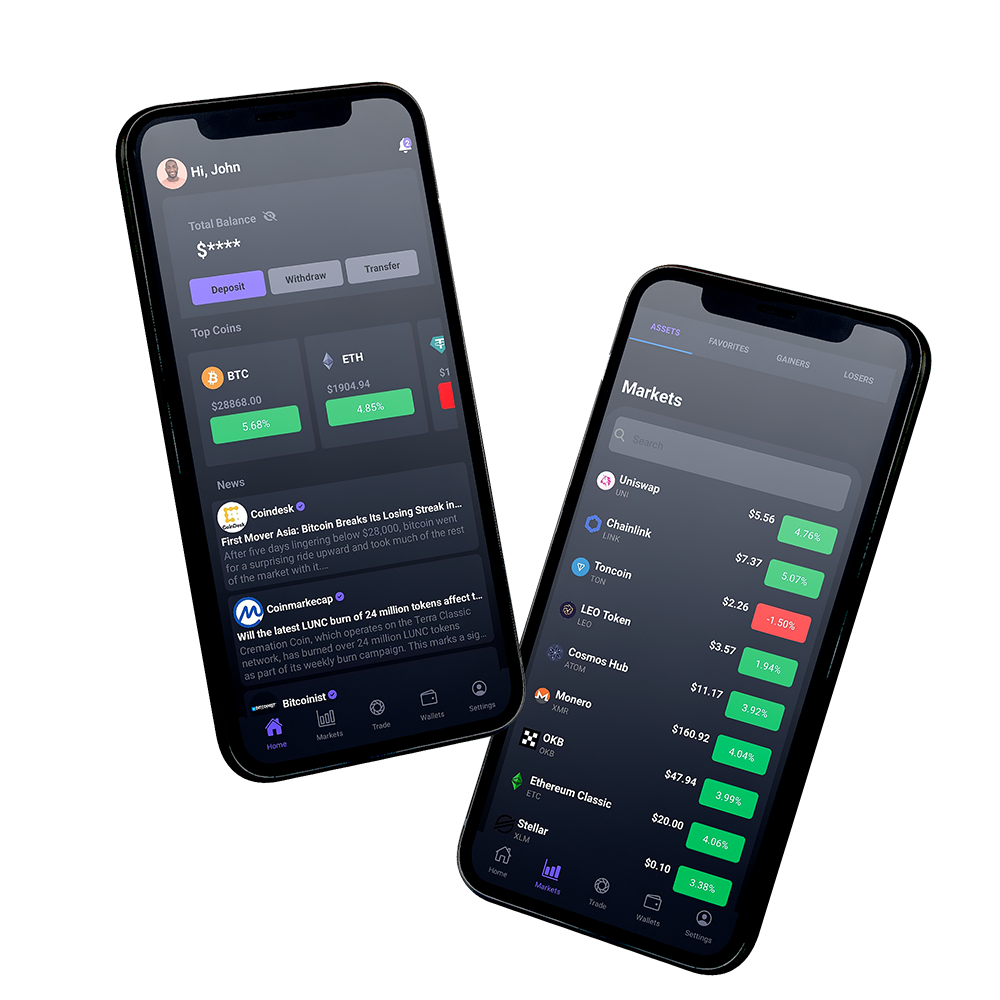 Hi, John
2
Total Balance
$****
Deposit
Withdraw
Transfer
Top Coins
BTC
$28868.00
5.68%
ETH
$1904.94
4.85%
$1
News
CoinDesk
Coindesk
First Mover Asia: Bitcoin Breaks Its Losing Streak in...
After five days lingering below $28,000, bitcoin went
for a surprising ride upward and took much of the rest
of the market with it....
Coinmarkecap
Will the latest LUNC burn of 24 million tokens affect t...
Cremation Coin, which operates on the Terra Classic
network, has burned over 24 million LUNC tokens
as part of its weekly burn campaign. This marks a sig...
Bitcoinist
Home
Markets
Trade
Wallets
Settings
ASSETS
FAVORITES
GAINERS
LOSERS
Markets
Search
Uniswap
UNI
$5.56
4.76%
Chainlink
LINK
$7.37
5.07%
Toncoin
TON
$2.26
-1.50%
LEO Token
LEO
$3.57
1.94%
Cosmos Hub
ATOM
$11.17
3.92%
Monero
XMR
$160.92
4.04%
OKB
OKB
$47.94
3.99%
Ethereum Classic
ETC
$20.00
4.06%
Stellar
XLM
$0.10
3.38%
Home
Markets
Trade
Wallets
Settings